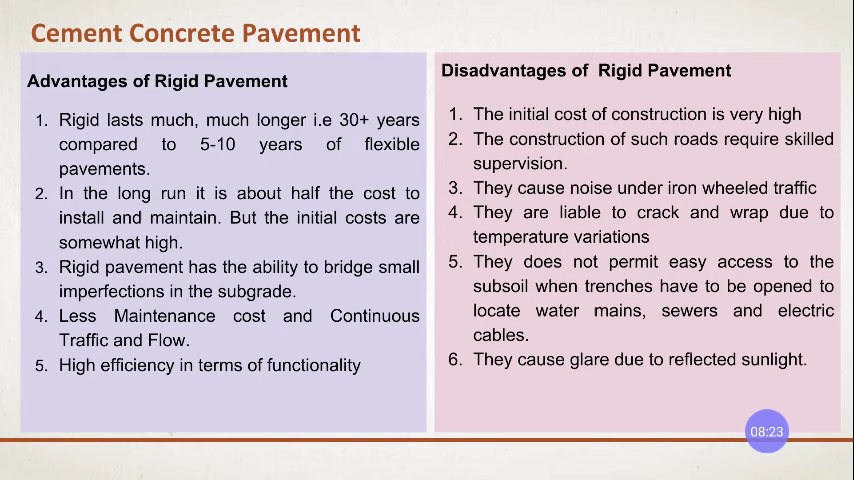 Cement Concrete Pavement
Advantages of Rigid Pavement
1. Rigid lasts much, much longer i.e 30+ years
compared to 5-10 years of flexible
pavements.
2. In the long run it is about half the cost to
install and maintain. But the initial costs are
somewhat high.
3. Rigid pavement has the ability to bridge small
imperfections in the subgrade.
4. Less Maintenance cost and Continuous
Traffic and Flow.
5. High efficiency in terms of functionality
Disadvantages of Rigid Pavement
1. The initial cost of construction is very high
2. The construction of such roads require skilled
supervision.
3. They cause noise under iron wheeled traffic
4. They are liable to crack and wrap due to
temperature variations
5. They does not permit easy access to the
subsoil when trenches have to be opened to
locate water mains, sewers and electric
cables.
6. They cause glare due to reflected sunlight.
08:23